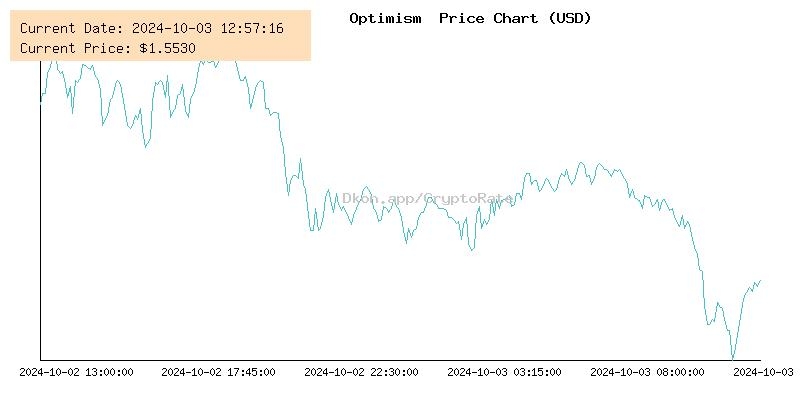 Optimism Price Chart (USD)
Current Date: 2024-10-03 12:57:16
Current Price: $1.5530
Dkoh.app/CryptoRate
2024-10-02 13:00:00 2024-10-02 17:45:00 2024-10-02 22:30:00 2024-10-03 03:15:00 2024-10-03 08:00:00 2024-10-03